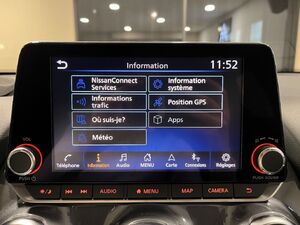 Information
11:52
NissanConnect
Services
Information
système
Informations
trafic
Position GPS
Où suis-je?
Apps
Météo
VOL
Téléphone
Information
Audio
MENU
Carte
Connexions
Réglages
PUSH
PUSH SOUND
AUDIO
MENU
MAP
CAMERA